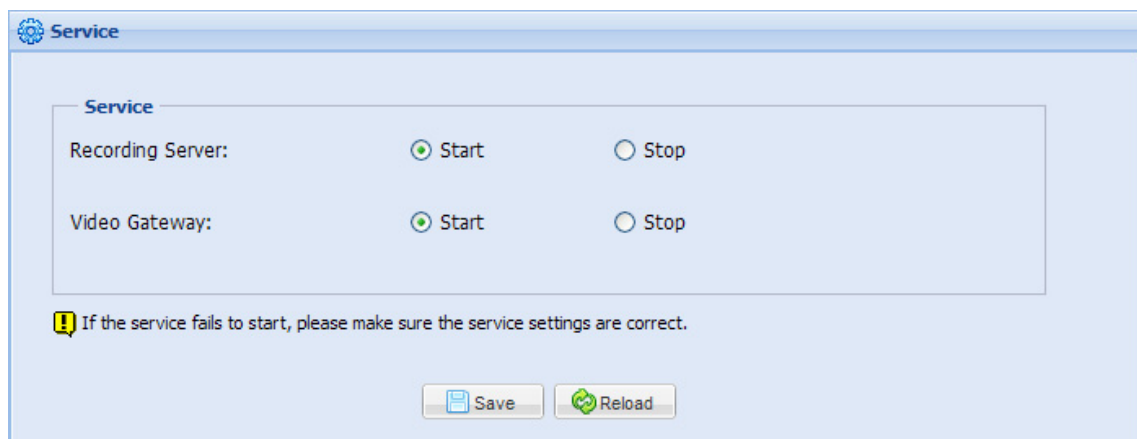 Service
Service
Recording Server: Start Stop
Video Gateway: Start Stop
If the service fails to start, please make sure the service settings are correct.
Save Reload